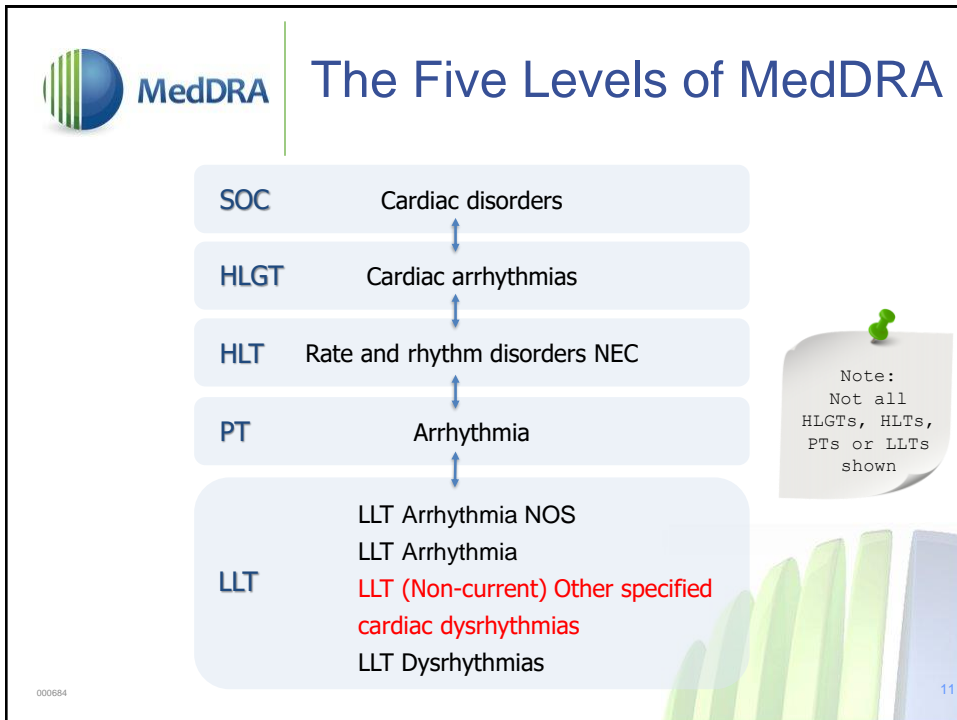 MedDRA
The Five Levels of MedDRA
SOC Cardiac disorders
HLGT Cardiac arrhythmias
HLT Rate and rhythm disorders NEC
PT Arrhythmia
LLT
LLT Arrhythmia NOS
LLT Arrhythmia
LLT (Non-current) Other specified
cardiac dysrhythmias
LLT Dysrhythmias
Note:
Not all
HLGTs, HLTs,
PTs or LLTs
shown
000684
11